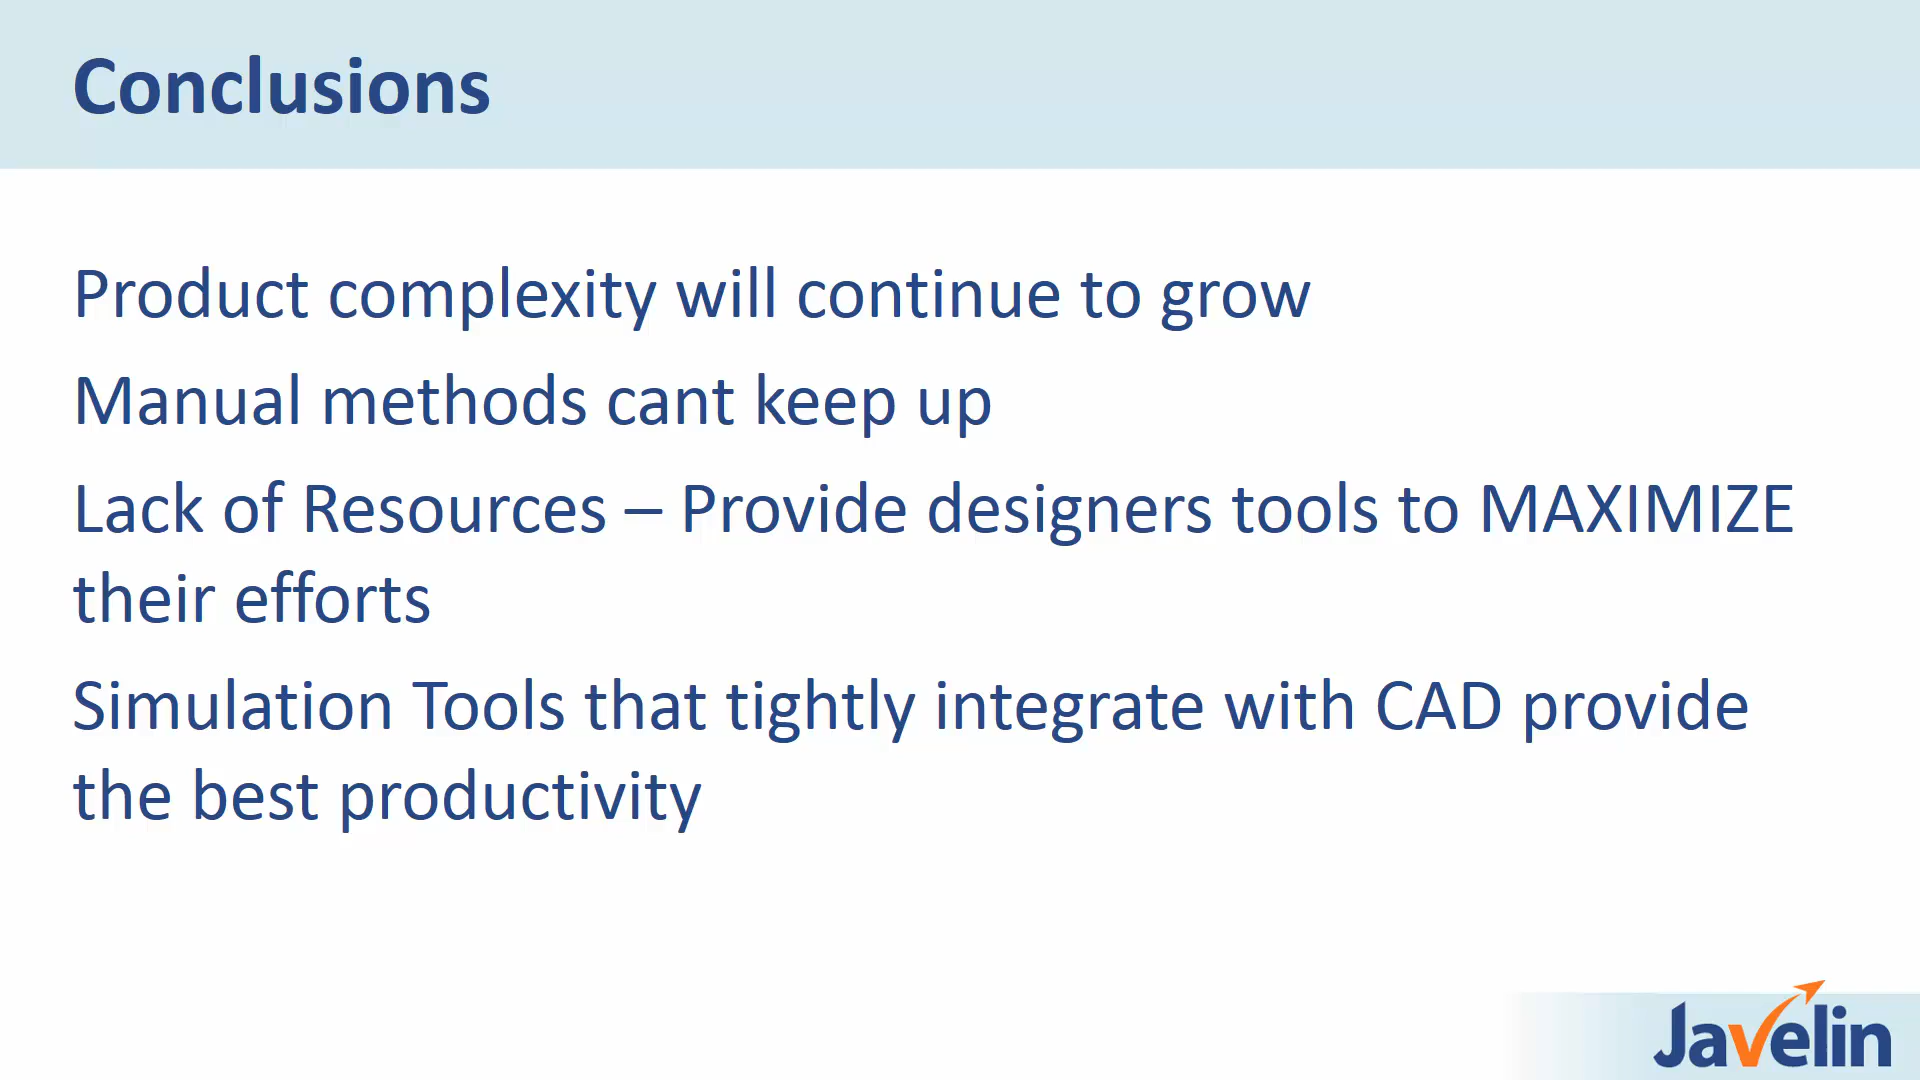 Conclusions
Product complexity will continue to grow
Manual methods cant keep up
Lack of Resources – Provide designers tools to MAXIMIZE
their efforts
Simulation Tools that tightly integrate with CAD provide
the best productivity
Javelin